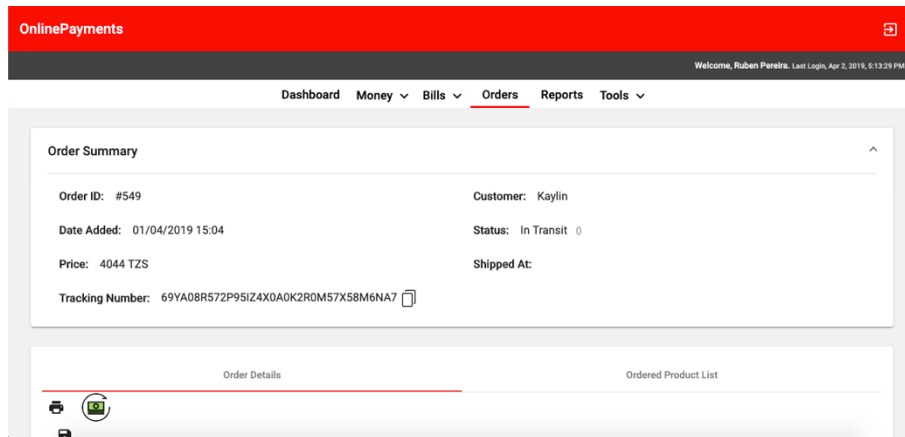 OnlinePayments
Welcome, Ruben Pereira. Last Login, Apr 2, 2019, 5:13:29 PM
Dashboard Money Bills Orders Reports Tools
Order Summary
Order ID: #549 Customer: Kaylin
Date Added: 01/04/2019 15:04 Status: In Transit ()
Price: 4044 TZS Shipped At:
Tracking Number: 69YA08R572P95IZ4X0A0K2R0M57X58M6NA7
Order Details Ordered Product List